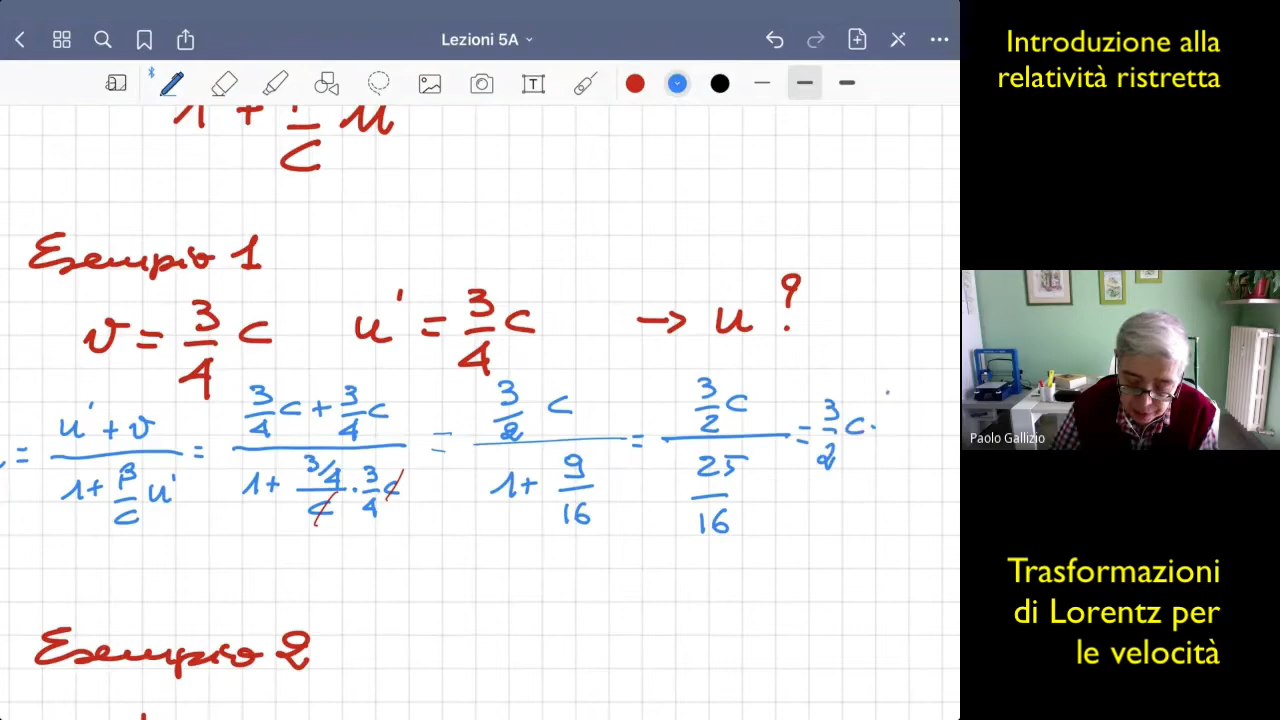 Lezioni 5A
Introduzione alla
relatività ristretta
1 + / C u
Esempio 1
v = 3/4 c   u' = 3/4 c   → u ?
= (u' + v) / (1 + β/c u') = (3/4 c + 3/4 c) / (1 + (3/4)/c · 3/4 c) = (3/2 c) / (1 + 9/16) = (3/2 c) / (25/16) = 3/2 c ·
Paolo Gallizio
Esempio 2
Trasformazioni
di Lorentz per
le velocità